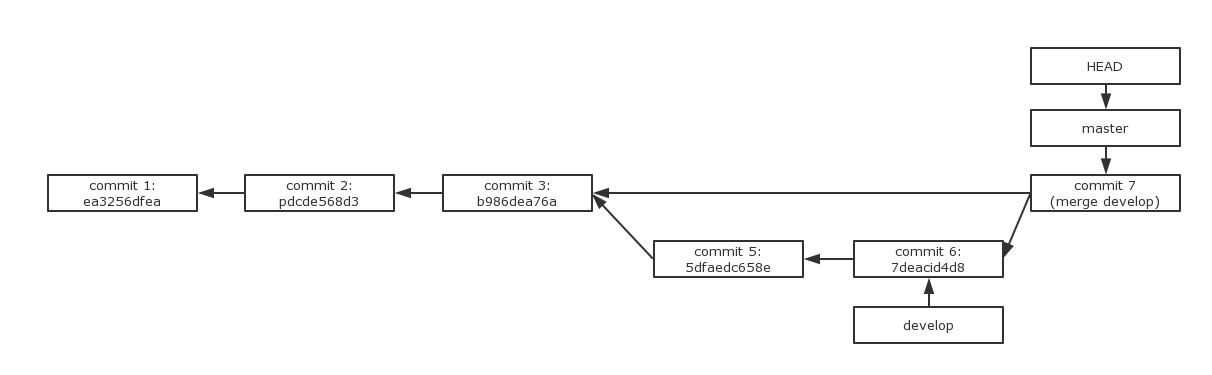 HEAD
master
commit 1:
ea3256dfea
commit 2:
pdcde568d3
commit 3:
b986dea76a
commit 7
(merge develop)
commit 5:
5dfaedc658e
commit 6:
7deacid4d8
develop